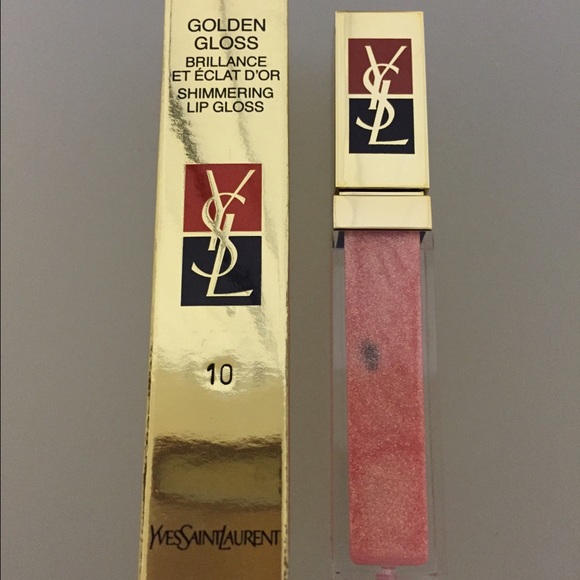 GOLDEN
GLOSS
BRILLANCE
ET ÉCLAT D'OR
SHIMMERING
LIP GLOSS
YSL
10
YVESSAINTLAURENT
YSL